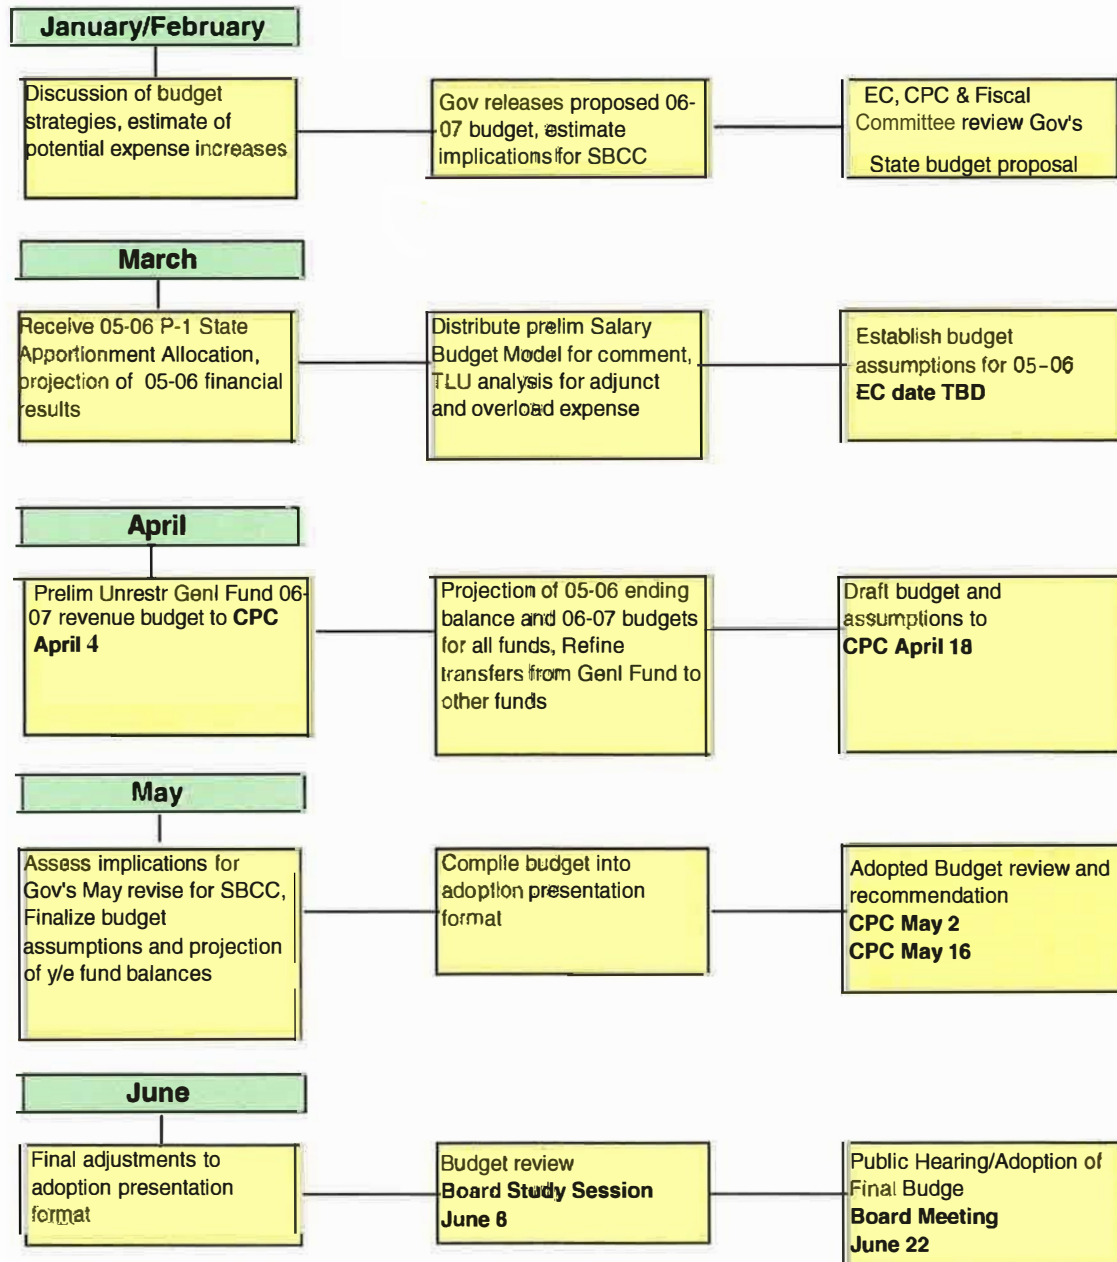 January/February
Discussion of budget
strategies, estimate of
potential expense increases
Gov releases proposed 06-
07 budget, estimate
implications for SBCC
EC, CPC & Fiscal
Committee review Gov's
State budget proposal
March
Receive 05-06 P-1 State
Apportionment Allocation,
projection of 05-06 financial
results
Distribute prelim Salary
Budget Model for comment,
TLU analysis for adjunct
and overload expense
Establish budget
assumptions for 05-06
EC date TBD
April
Prelim Unrestr Genl Fund 06-
07 revenue budget to CPC
April 4
Projection of 05-06 ending
balance and 06-07 budgets
for all funds, Refine
transfers from Genl Fund to
other funds
Draft budget and
assumptions to
CPC April 18
May
Assess implications for
Gov's May revise for SBCC,
Finalize budget
assumptions and projection
of y/e fund balances
Compile budget into
adoption presentation
format
Adopted Budget review and
recommendation
CPC May 2
CPC May 16
June
Final adjustments to
adoption presentation
format
Budget review
Board Study Session
June 8
Public Hearing/Adoption of
Final Budge
Board Meeting
June 22